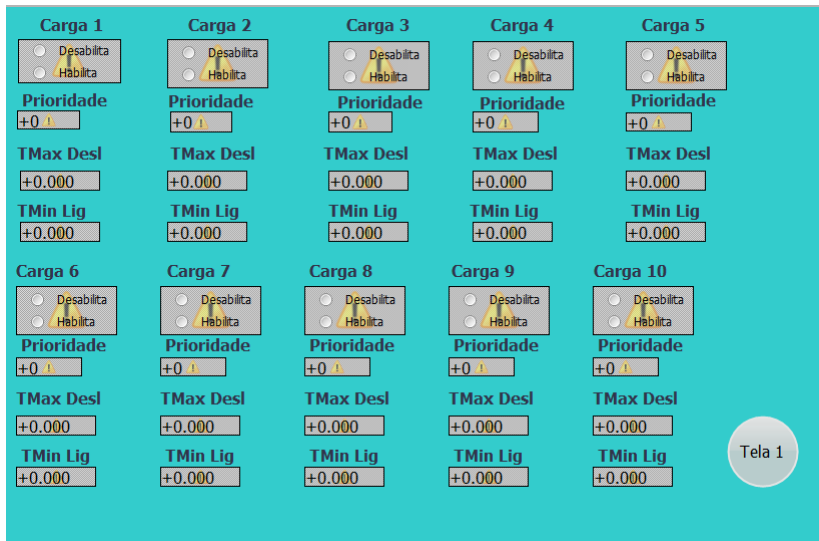 Carga 1 Carga 2 Carga 3 Carga 4 Carga 5
Desabilita Desabilita Desabilita Desabilita Desabilita
Habilita Habilita Habilita Habilita Habilita
Prioridade Prioridade Prioridade Prioridade Prioridade
+0 +0 +0 +0 +0
TMax Desl TMax Desl TMax Desl TMax Desl TMax Desl
+0.000 +0.000 +0.000 +0.000 +0.000
TMin Lig TMin Lig TMin Lig TMin Lig TMin Lig
+0.000 +0.000 +0.000 +0.000 +0.000
Carga 6 Carga 7 Carga 8 Carga 9 Carga 10
Desabilita Desabilita Desabilita Desabilita Desabilita
Habilita Habilita Habilita Habilita Habilita
Prioridade Prioridade Prioridade Prioridade Prioridade
+0 +0 +0 +0 +0
TMax Desl TMax Desl TMax Desl TMax Desl TMax Desl
+0.000 +0.000 +0.000 +0.000 +0.000
TMin Lig TMin Lig TMin Lig TMin Lig TMin Lig
+0.000 +0.000 +0.000 +0.000 +0.000
Tela 1